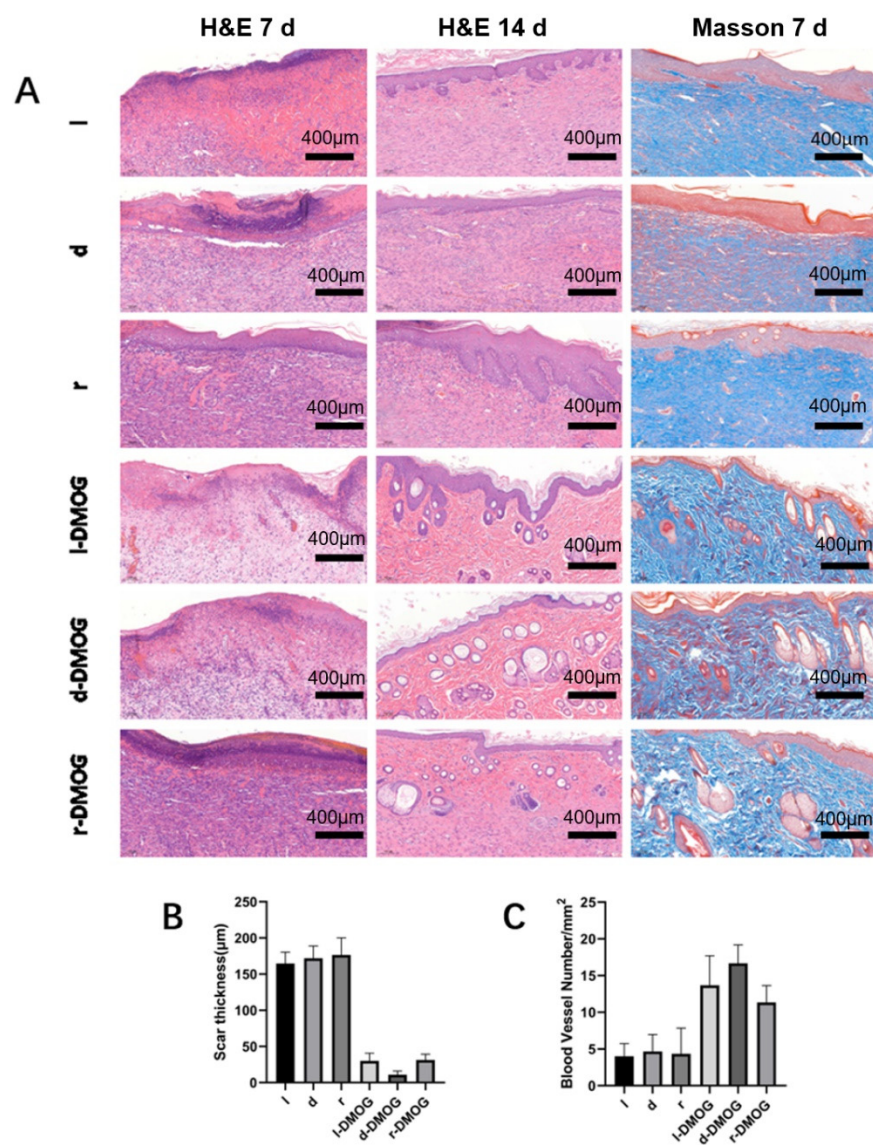 H&E 7 d H&E 14 d Masson 7 d
A
l
400μm 400μm 400μm
d
400μm 400μm 400μm
r
400μm 400μm 400μm
l-DMOG
400μm 400μm 400μm
d-DMOG
400μm 400μm 400μm
r-DMOG
400μm 400μm 400μm
B
Scar thickness(μm)
250
200
150
100
50
0
l d r l-DMOG d-DMOG r-DMOG
C
Blood Vessel Number/mm²
25
20
15
10
5
0
l d r l-DMOG d-DMOG r-DMOG